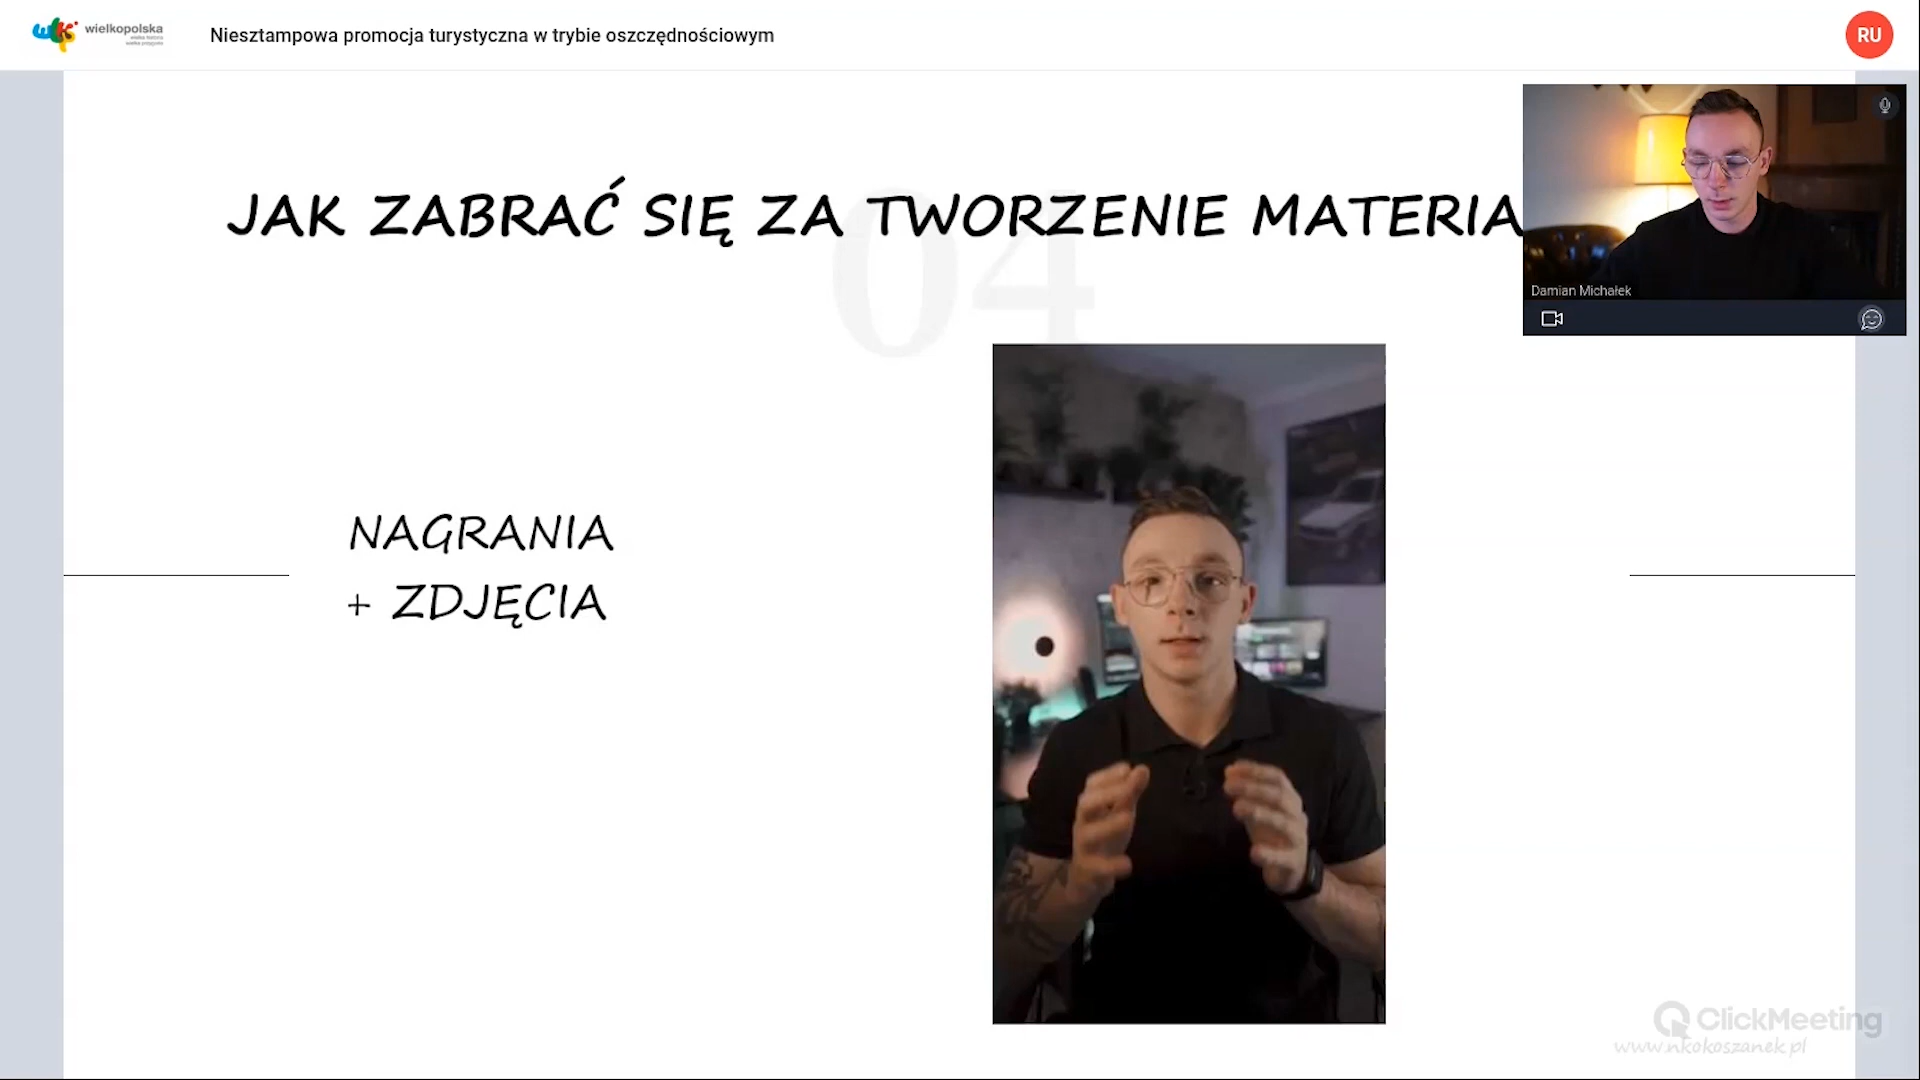 wielkopolska
Niesztampowa promocja turystyczna w trybie oszczędnościowym
RU
04
JAK ZABRAĆ SIĘ ZA TWORZENIE MATERIA
Damian Michałek
NAGRANIA
+ ZDJĘCIA
ClickMeeting
www.nkokoszanek.pl